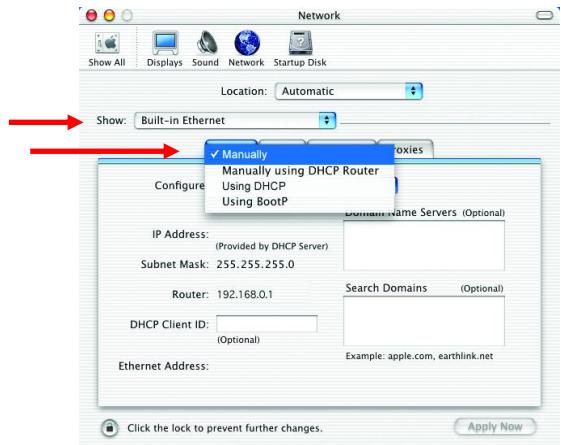 Network
Show All Displays Sound Network Startup Disk
Location: Automatic
Show: Built-in Ethernet
✓ Manually
Manually using DHCP Router
Using DHCP
Using BootP
Configure
Domain Name Servers (Optional)
IP Address:
(Provided by DHCP Server)
Subnet Mask: 255.255.255.0
Router: 192.168.0.1
Search Domains (Optional)
DHCP Client ID:
(Optional)
Example: apple.com, earthlink.net
Ethernet Address:
Click the lock to prevent further changes.
Apply Now